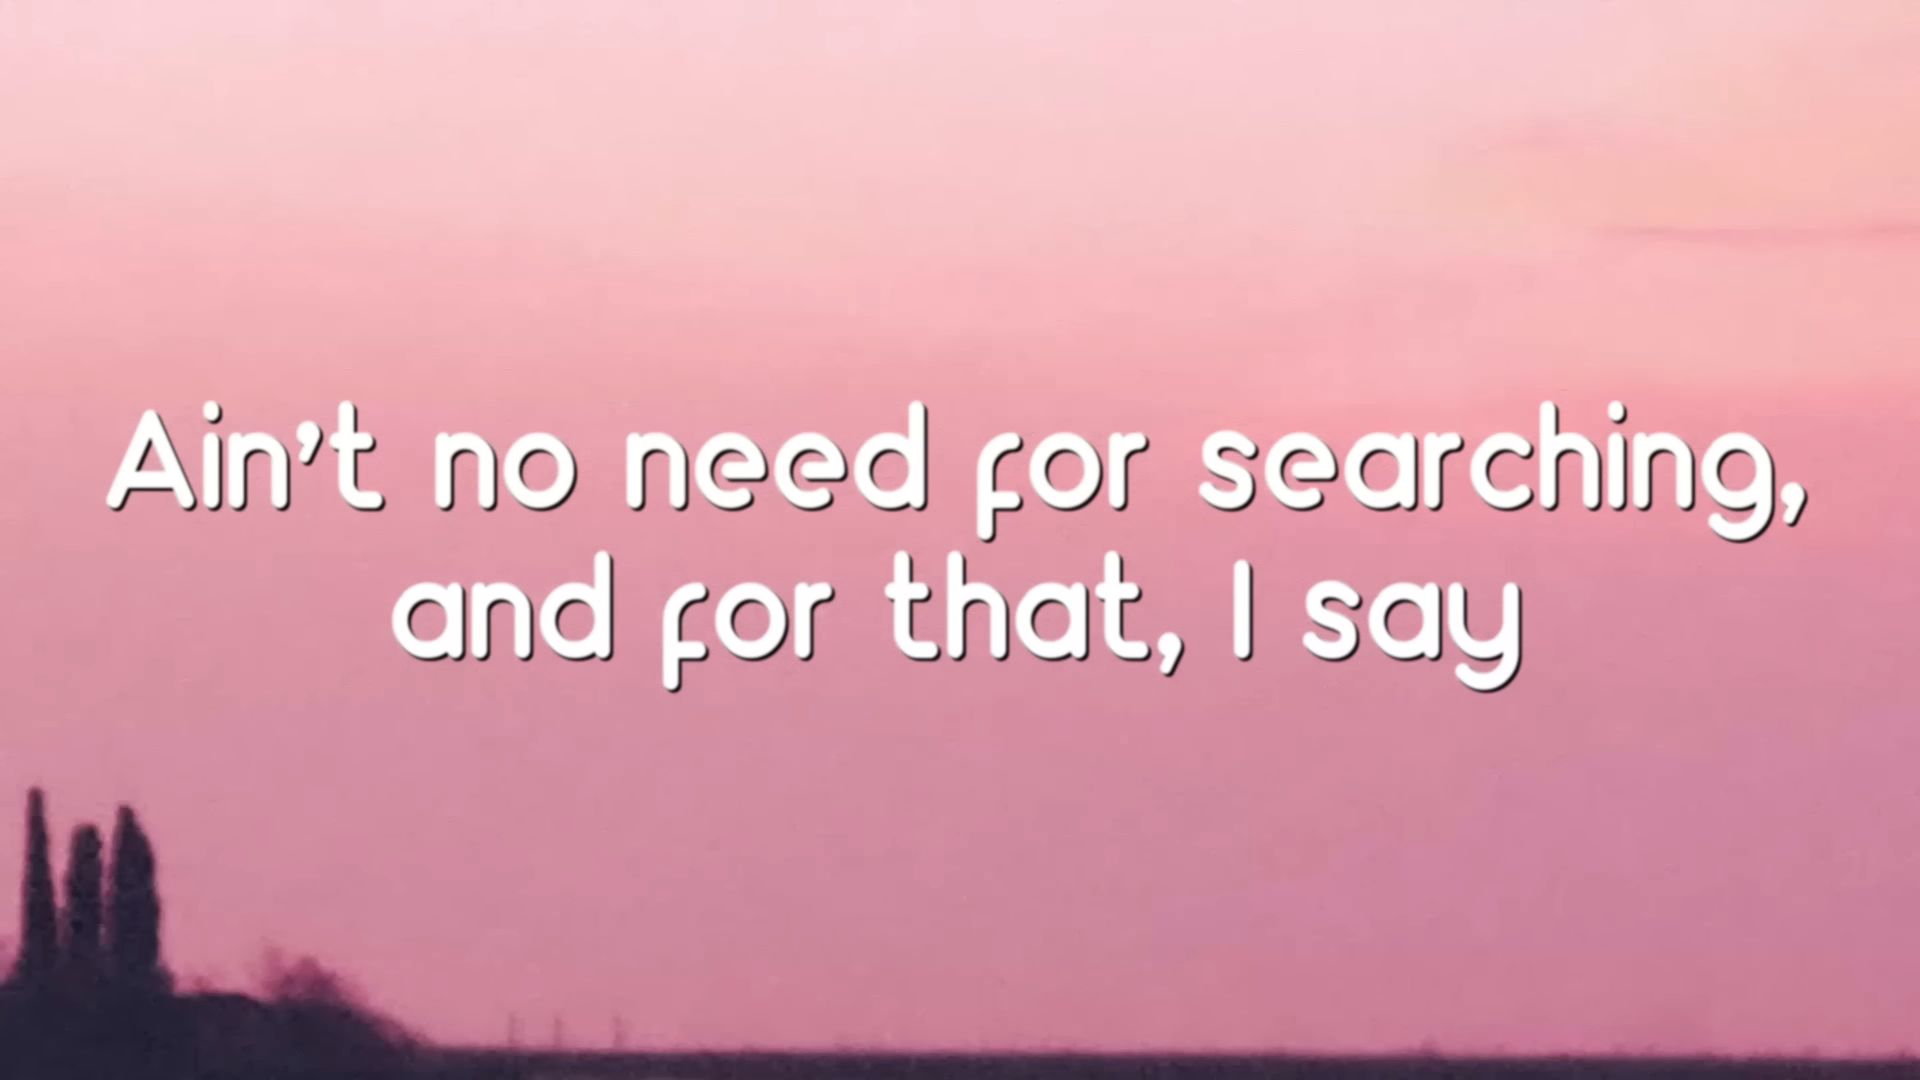 Ain't no need for searching,
and for that, I say